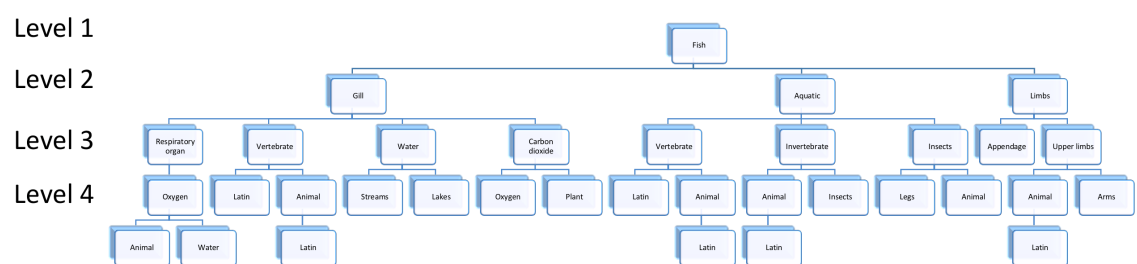 Level 1
Fish
Level 2
Gill
Aquatic
Limbs
Level 3
Respiratory
organ
Vertebrate
Water
Carbon
dioxide
Vertebrate
Invertebrate
Insects
Appendage
Upper limbs
Level 4
Oxygen
Latin
Animal
Streams
Lakes
Oxygen
Plant
Latin
Animal
Animal
Insects
Legs
Animal
Animal
Arms
Animal
Water
Latin
Latin
Latin
Latin